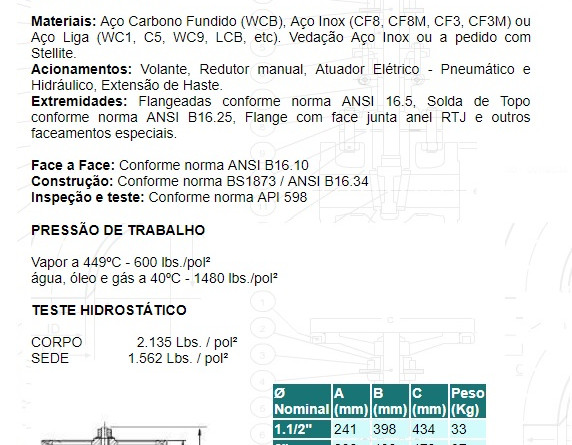 Materiais: Aço Carbono Fundido (WCB), Aço Inox (CF8, CF8M, CF3, CF3M) ou
Aço Liga (WC1, C5, WC9, LCB, etc). Vedação Aço Inox ou a pedido com
Stellite.
Acionamentos: Volante, Redutor manual, Atuador Elétrico - Pneumático e
Hidráulico, Extensão de Haste.
Extremidades: Flangeadas conforme norma ANSI 16.5, Solda de Topo
conforme norma ANSI B16.25, Flange com face junta anel RTJ e outros
faceamentos especiais.
Face a Face: Conforme norma ANSI B16.10
Construção: Conforme norma BS1873 / ANSI B16.34
Inspeção e teste: Conforme norma API 598
PRESSÃO DE TRABALHO
Vapor a 449ºC - 600 lbs./pol²
água, óleo e gás a 40ºC - 1480 lbs./pol²
TESTE HIDROSTÁTICO
CORPO 2.135 Lbs. / pol²
SEDE 1.562 Lbs. / pol²
Ø Nominal A (mm) B (mm) C (mm) Peso (Kg)
1.1/2" 241 398 434 33